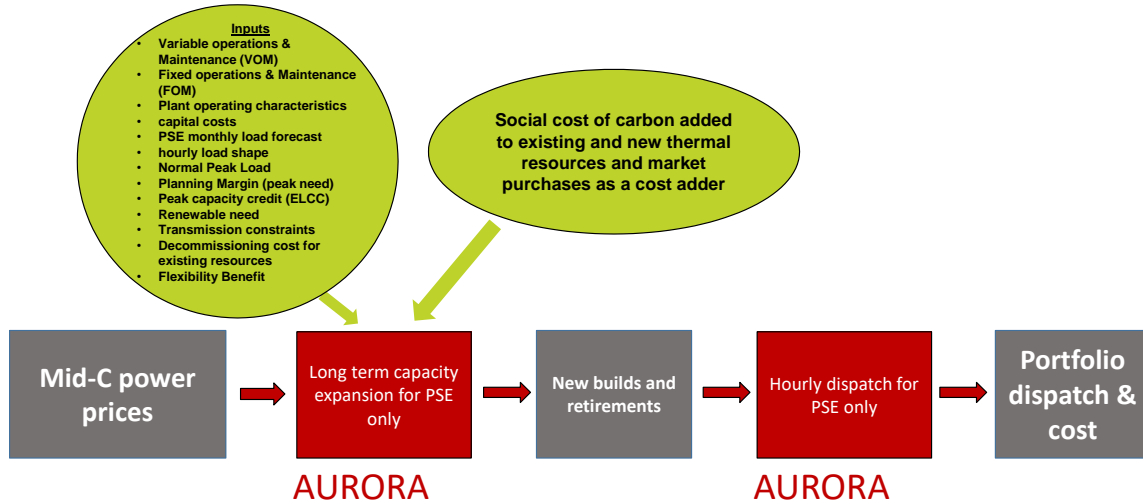 Inputs
• Variable operations &
Maintenance (VOM)
• Fixed operations & Maintenance
(FOM)
• Plant operating characteristics
• capital costs
• PSE monthly load forecast
• hourly load shape
• Normal Peak Load
• Planning Margin (peak need)
• Peak capacity credit (ELCC)
• Renewable need
• Transmission constraints
• Decommissioning cost for
existing resources
• Flexibility Benefit
Social cost of carbon added
to existing and new thermal
resources and market
purchases as a cost adder
Mid-C power
prices
Long term capacity
expansion for PSE
only
New builds and
retirements
Hourly dispatch for
PSE only
Portfolio
dispatch &
cost
AURORA
AURORA